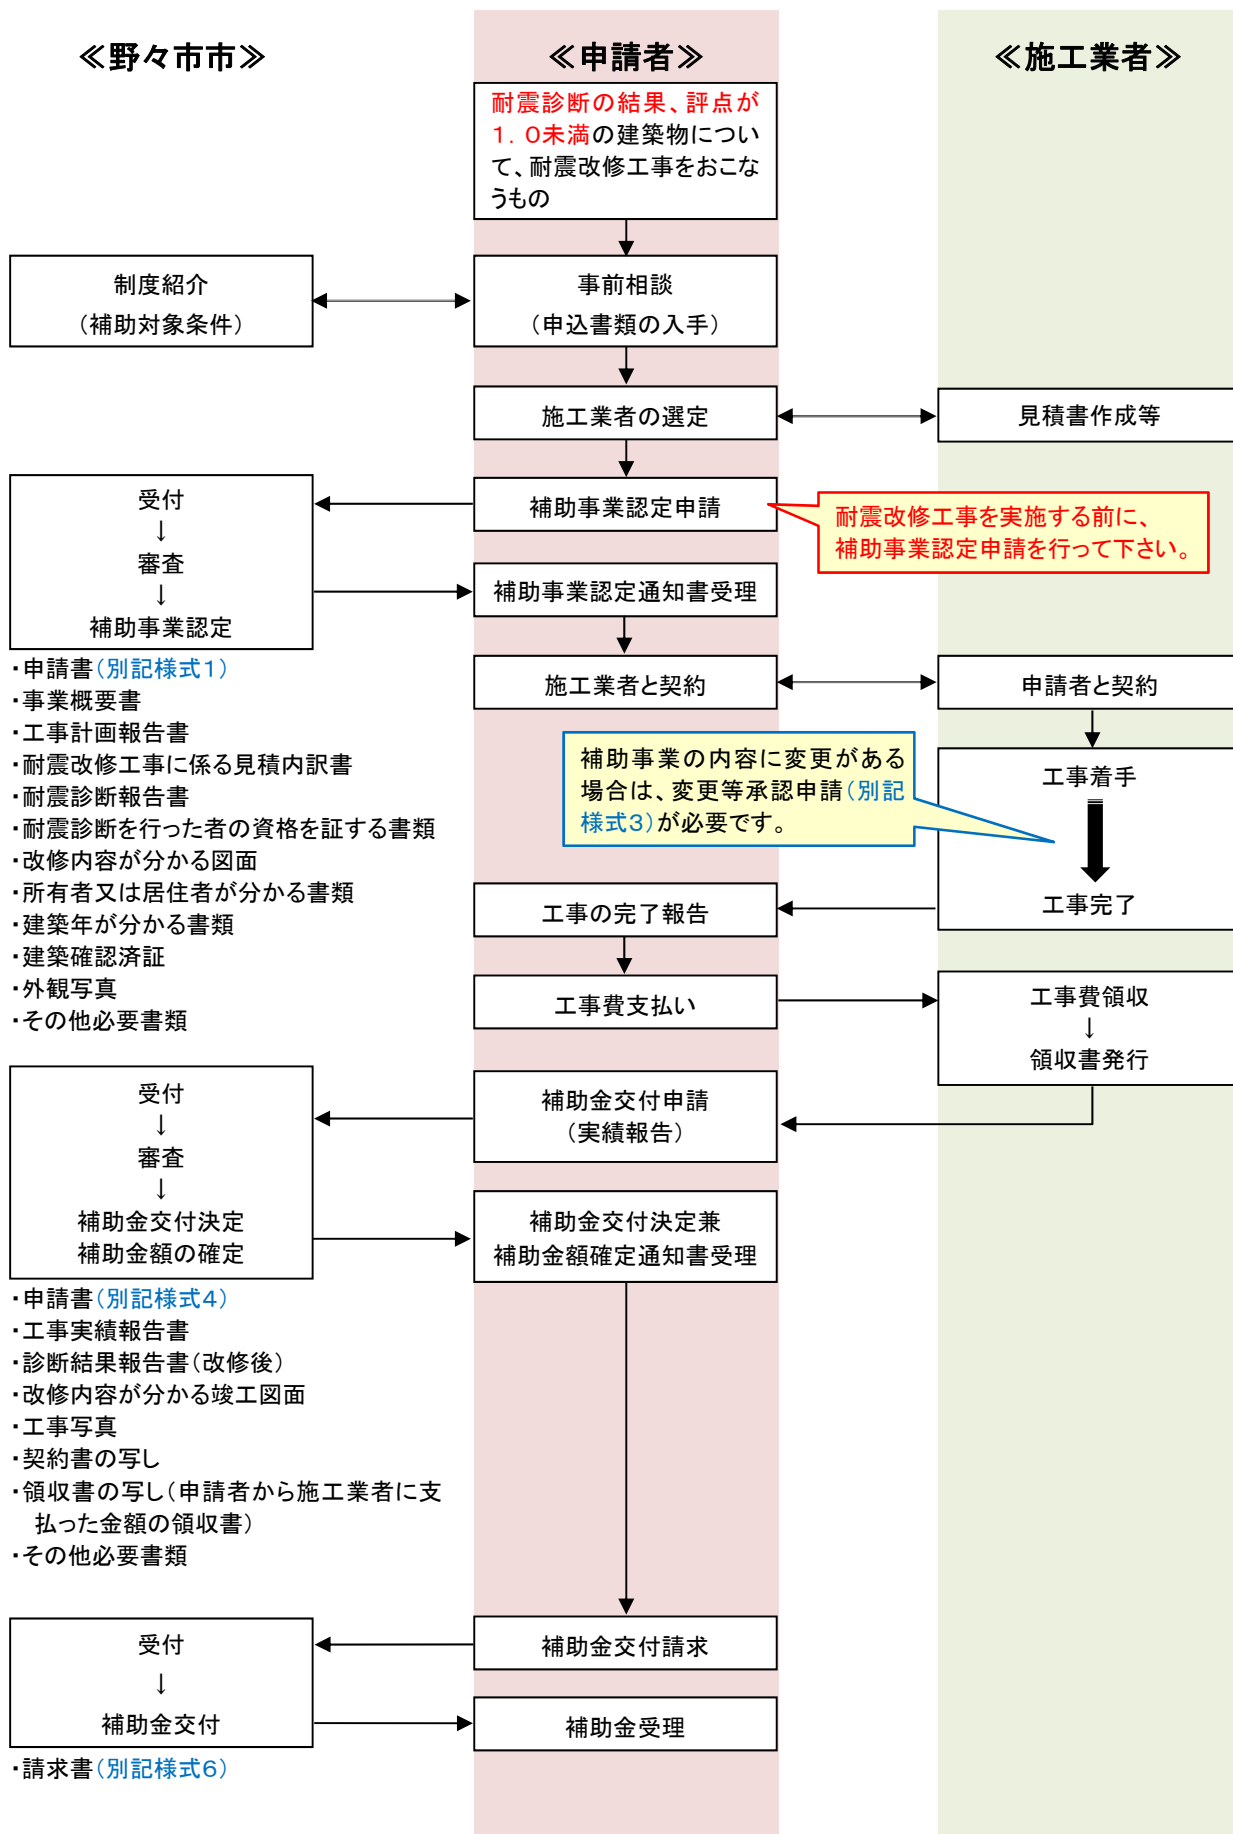 ≪野々市市≫
≪申請者≫
≪施工業者≫
耐震診断の結果、評点が
1．0未満の建築物につい
て、耐震改修工事をおこな
うもの
制度紹介
（補助対象条件）
事前相談
（申込書類の入手）
施工業者の選定
見積書作成等
受付
↓
審査
↓
補助事業認定
補助事業認定申請
耐震改修工事を実施する前に、
補助事業認定申請を行って下さい。
補助事業認定通知書受理
・申請書（別記様式1）
・事業概要書
・工事計画報告書
・耐震改修工事に係る見積内訳書
・耐震診断報告書
・耐震診断を行った者の資格を証する書類
・改修内容が分かる図面
・所有者又は居住者が分かる書類
・建築年が分かる書類
・建築確認済証
・外観写真
・その他必要書類
施工業者と契約
申請者と契約
補助事業の内容に変更がある
場合は、変更等承認申請（別記
様式3）が必要です。
工事着手
工事完了
工事の完了報告
工事費支払い
工事費領収
↓
領収書発行
受付
↓
審査
↓
補助金交付決定
補助金額の確定
補助金交付申請
（実績報告）
補助金交付決定兼
補助金額確定通知書受理
・申請書（別記様式4）
・工事実績報告書
・診断結果報告書（改修後）
・改修内容が分かる竣工図面
・工事写真
・契約書の写し
・領収書の写し（申請者から施工業者に支
払った金額の領収書）
・その他必要書類
受付
↓
補助金交付
補助金交付請求
補助金受理
・請求書（別記様式6）